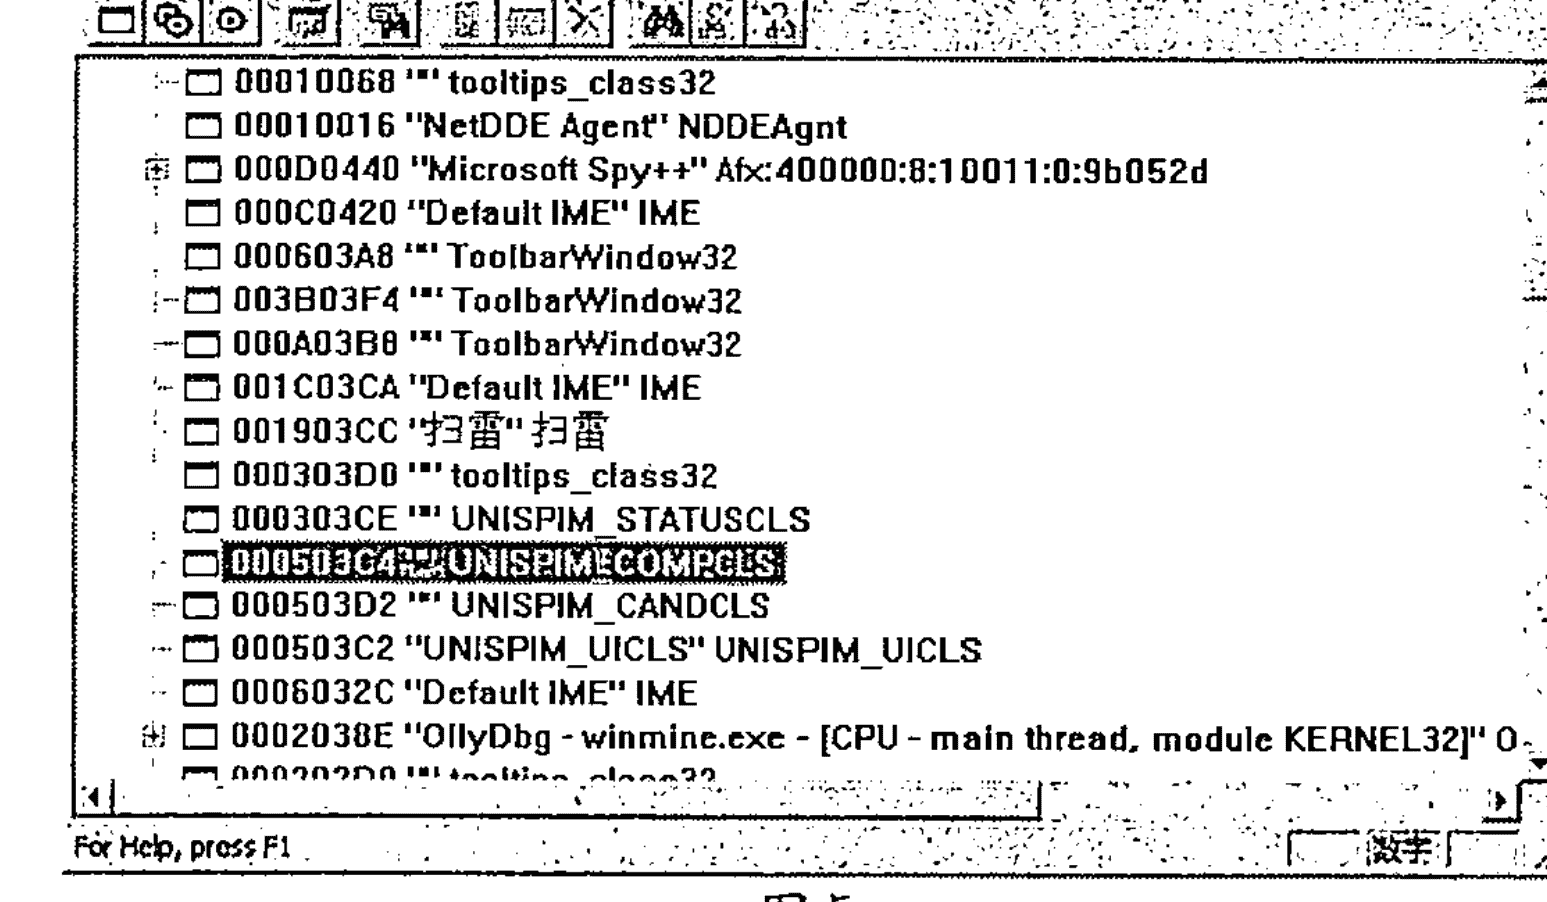 00010068 "" tooltips_class32
00010016 "NetDDE Agent" NDDEAgnt
000D0440 "Microsoft Spy++" Afx:400000:8:10011:0:9b052d
000C0420 "Default IME" IME
000603A8 "" ToolbarWindow32
003B03F4 "" ToolbarWindow32
000A03B8 "" ToolbarWindow32
001C03CA "Default IME" IME
001903CC "扫雷" 扫雷
000303D0 "" tooltips_class32
000303CE "" UNISPIM_STATUSCLS
000503C4 "" UNISPIM_COMPCLS
000503D2 "" UNISPIM_CANDCLS
000503C2 "UNISPIM_UICLS" UNISPIM_UICLS
0006032C "Default IME" IME
0002038E "OllyDbg - winmine.exe - [CPU - main thread, module KERNEL32]" O
tooltips_class32
For Help, press F1
数字